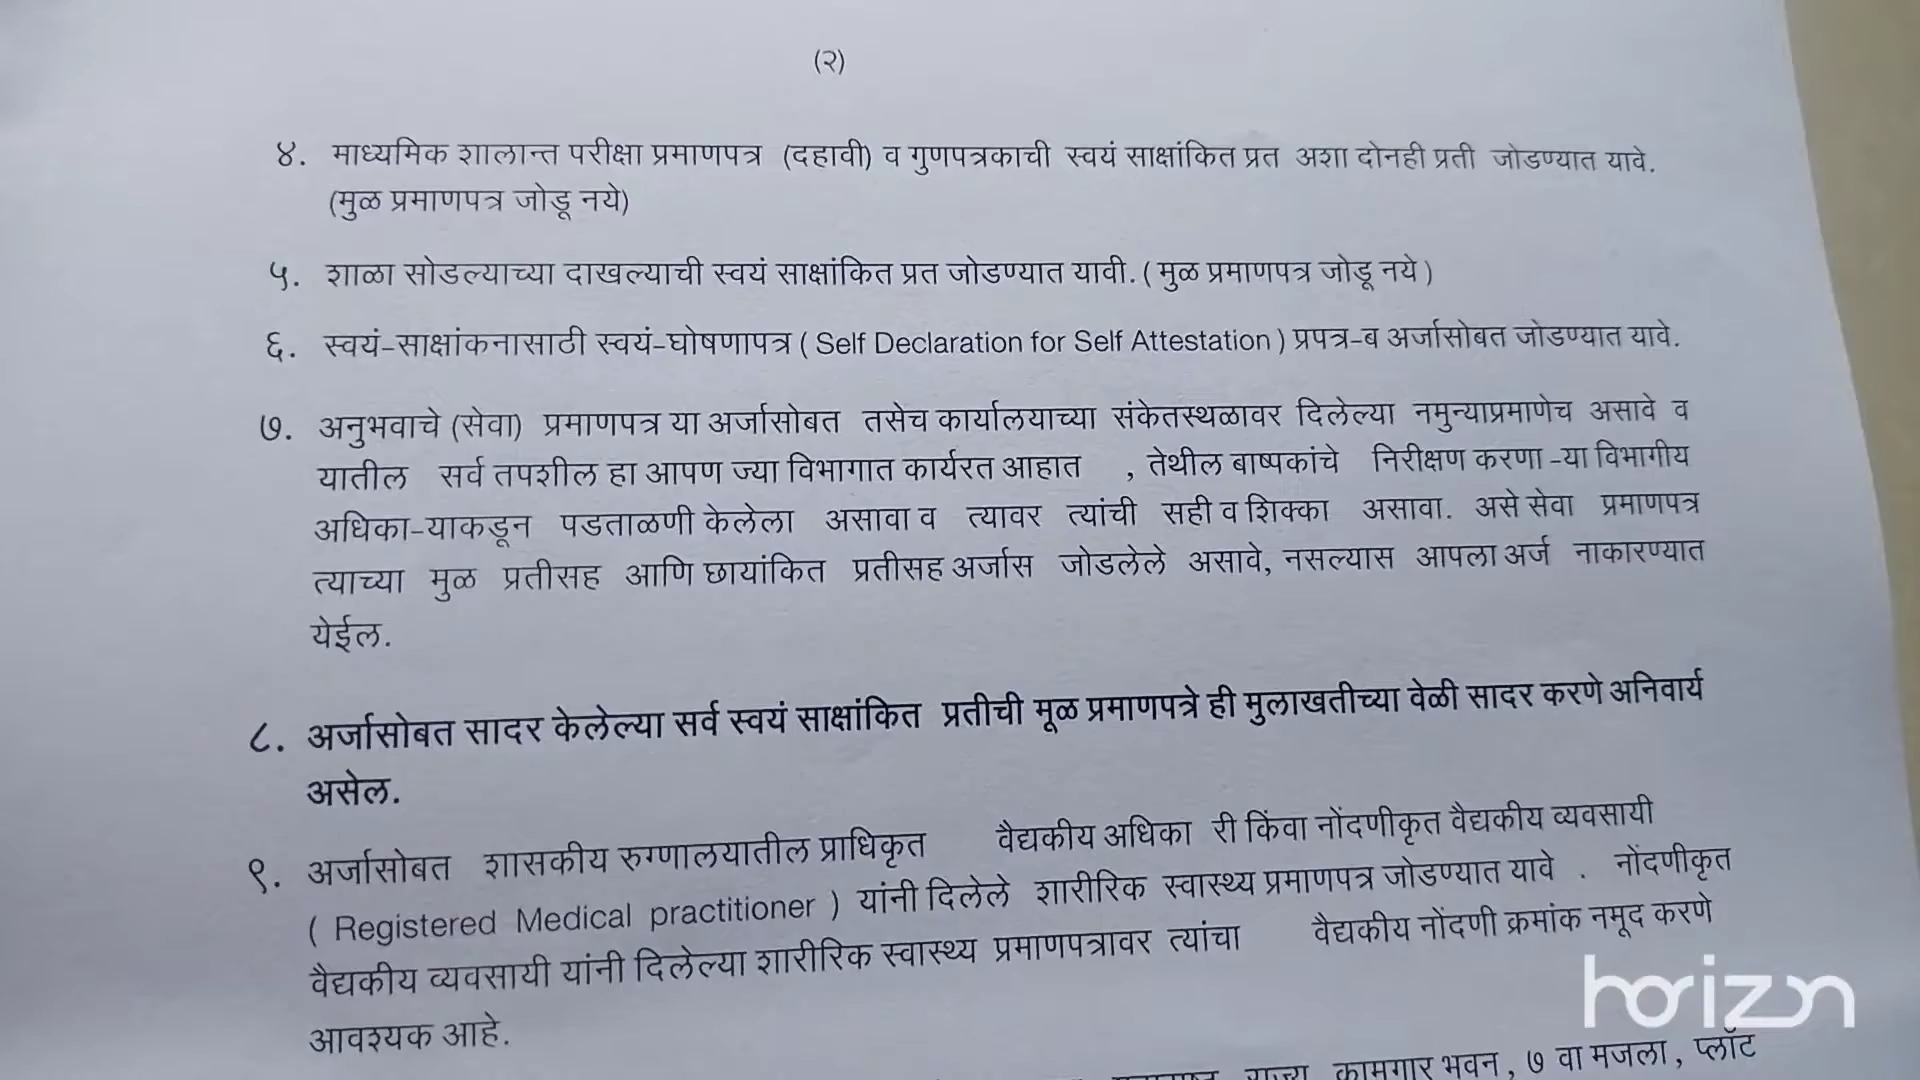 (२)
४. माध्यमिक शालान्त परीक्षा प्रमाणपत्र (दहावी) व गुणपत्रकाची स्वयं साक्षांकित प्रत अशा दोनही प्रती जोडण्यात यावे.
(मुळ प्रमाणपत्र जोडू नये)
५. शाळा सोडल्याच्या दाखल्याची स्वयं साक्षांकित प्रत जोडण्यात यावी. ( मुळ प्रमाणपत्र जोडू नये )
६. स्वयं-साक्षांकनासाठी स्वयं-घोषणापत्र ( Self Declaration for Self Attestation ) प्रपत्र-ब अर्जासोबत जोडण्यात यावे.
७. अनुभवाचे (सेवा) प्रमाणपत्र या अर्जासोबत तसेच कार्यालयाच्या संकेतस्थळावर दिलेल्या नमुन्याप्रमाणेच असावे व
यातील सर्व तपशील हा आपण ज्या विभागात कार्यरत आहात , तेथील बाष्पकांचे निरीक्षण करणा-या विभागीय
अधिका-याकडून पडताळणी केलेला असावा व त्यावर त्यांची सही व शिक्का असावा. असे सेवा प्रमाणपत्र
त्याच्या मुळ प्रतीसह आणि छायांकित प्रतीसह अर्जास जोडलेले असावे, नसल्यास आपला अर्ज नाकारण्यात
येईल.
८. अर्जासोबत सादर केलेल्या सर्व स्वयं साक्षांकित प्रतीची मूळ प्रमाणपत्रे ही मुलाखतीच्या वेळी सादर करणे अनिवार्य
असेल.
९. अर्जासोबत शासकीय रुग्णालयातील प्राधिकृत वैद्यकीय अधिका री किंवा नोंदणीकृत वैद्यकीय व्यवसायी
( Registered Medical practitioner ) यांनी दिलेले शारीरिक स्वास्थ्य प्रमाणपत्र जोडण्यात यावे . नोंदणीकृत
वैद्यकीय व्यवसायी यांनी दिलेल्या शारीरिक स्वास्थ्य प्रमाणपत्रावर त्यांचा वैद्यकीय नोंदणी क्रमांक नमूद करणे
आवश्यक आहे.
राज्य कामगार भवन, ७ वा मजला, प्लॉट
horizon